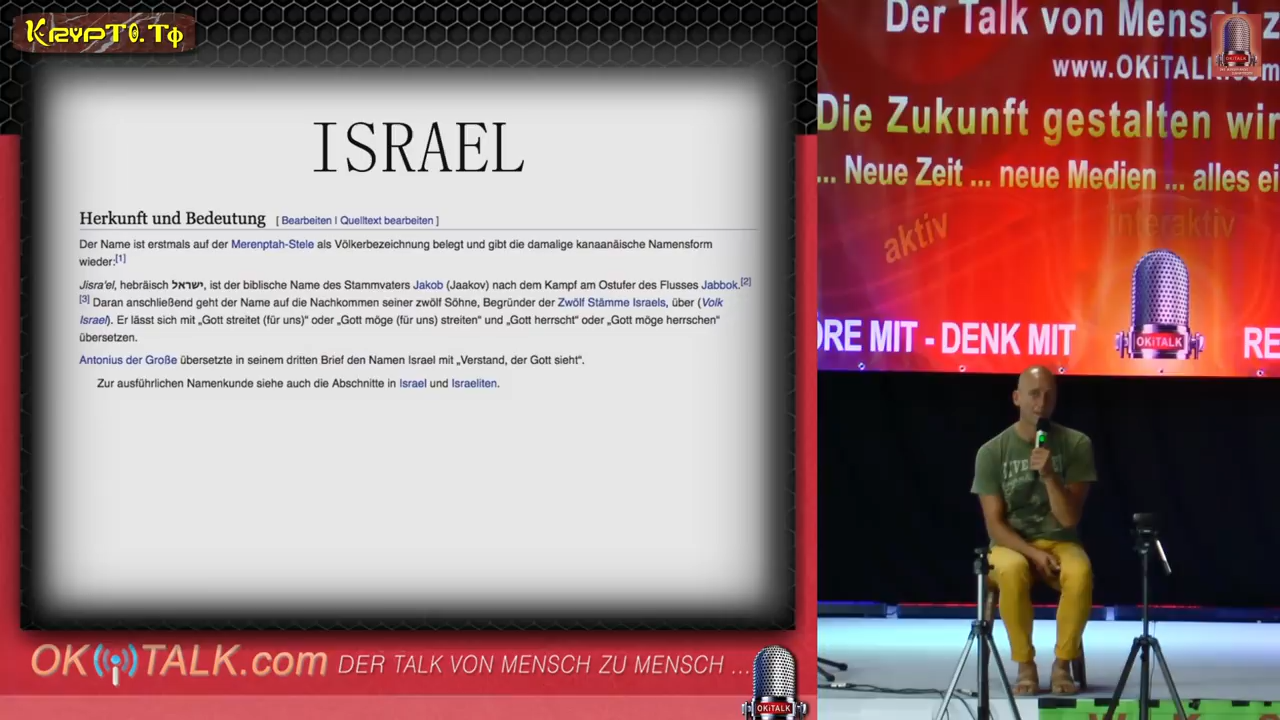 KRYPT0.TΦ
ISRAEL
Herkunft und Bedeutung [ Bearbeiten | Quelltext bearbeiten ]
Der Name ist erstmals auf der Merenptah-Stele als Völkerbezeichnung belegt und gibt die damalige kanaanäische Namensform
wieder:[1]
Jisra'el, hebräisch ישראל, ist der biblische Name des Stammvaters Jakob (Jaakov) nach dem Kampf am Ostufer des Flusses Jabbok.[2]
[3] Daran anschließend geht der Name auf die Nachkommen seiner zwölf Söhne, Begründer der Zwölf Stämme Israels, über (Volk
Israel). Er lässt sich mit „Gott streitet (für uns)“ oder „Gott möge (für uns) streiten“ und „Gott herrscht“ oder „Gott möge herrschen“
übersetzen.
Antonius der Große übersetzte in seinem dritten Brief den Namen Israel mit „Verstand, der Gott sieht“.
Zur ausführlichen Namenkunde siehe auch die Abschnitte in Israel und Israeliten.
OK TALK.com DER TALK VON MENSCH ZU MENSCH ...
OKiTALK
Der Talk von Mensch z
www.OKiTALK.com
OKiTALK
Die Zukunft gestalten wir
... Neue Zeit ... neue Medien ... alles ei
aktiv
interaktiv
ÖRE MIT - DENK MIT
OKiTALK
RE